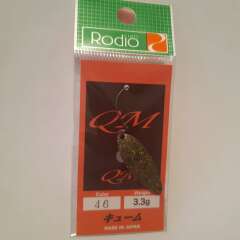 Rodio
QM
QM
Color
46
Weight
3.3g
キューム
MADE IN JAPAN